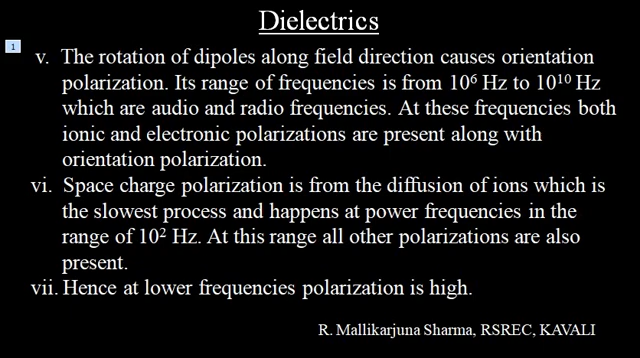 Dielectrics
1
v. The rotation of dipoles along field direction causes orientation
polarization. Its range of frequencies is from 10⁶ Hz to 10¹⁰ Hz
which are audio and radio frequencies. At these frequencies both
ionic and electronic polarizations are present along with
orientation polarization.
vi. Space charge polarization is from the diffusion of ions which is
the slowest process and happens at power frequencies in the
range of 10² Hz. At this range all other polarizations are also
present.
vii. Hence at lower frequencies polarization is high.
R. Mallikarjuna Sharma, RSREC, KAVALI